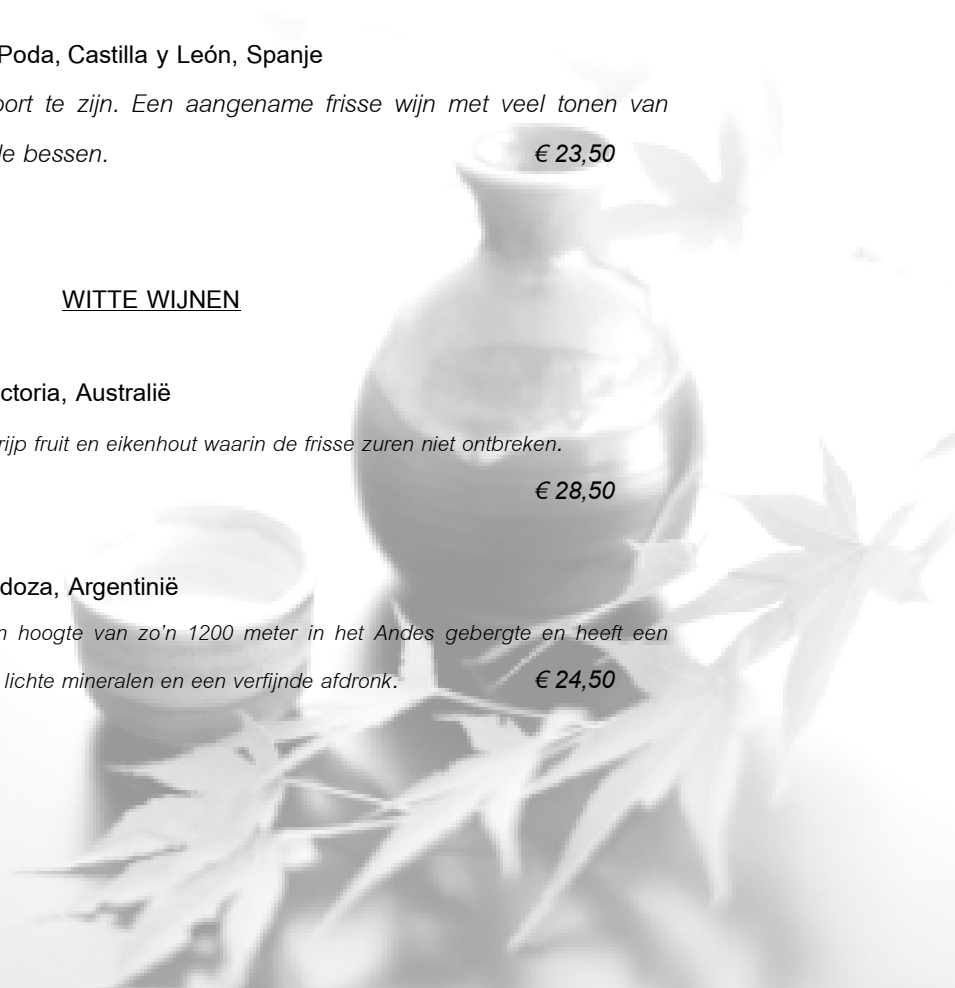 Poda, Castilla y León, Spanje
oort te zijn. Een aangename frisse wijn met veel tonen van
de bessen. € 23,50
WITTE WIJNEN
ctoria, Australië
rijp fruit en eikenhout waarin de frisse zuren niet ontbreken.
€ 28,50
doza, Argentinië
n hoogte van zo’n 1200 meter in het Andes gebergte en heeft een
lichte mineralen en een verfijnde afdronk. € 24,50